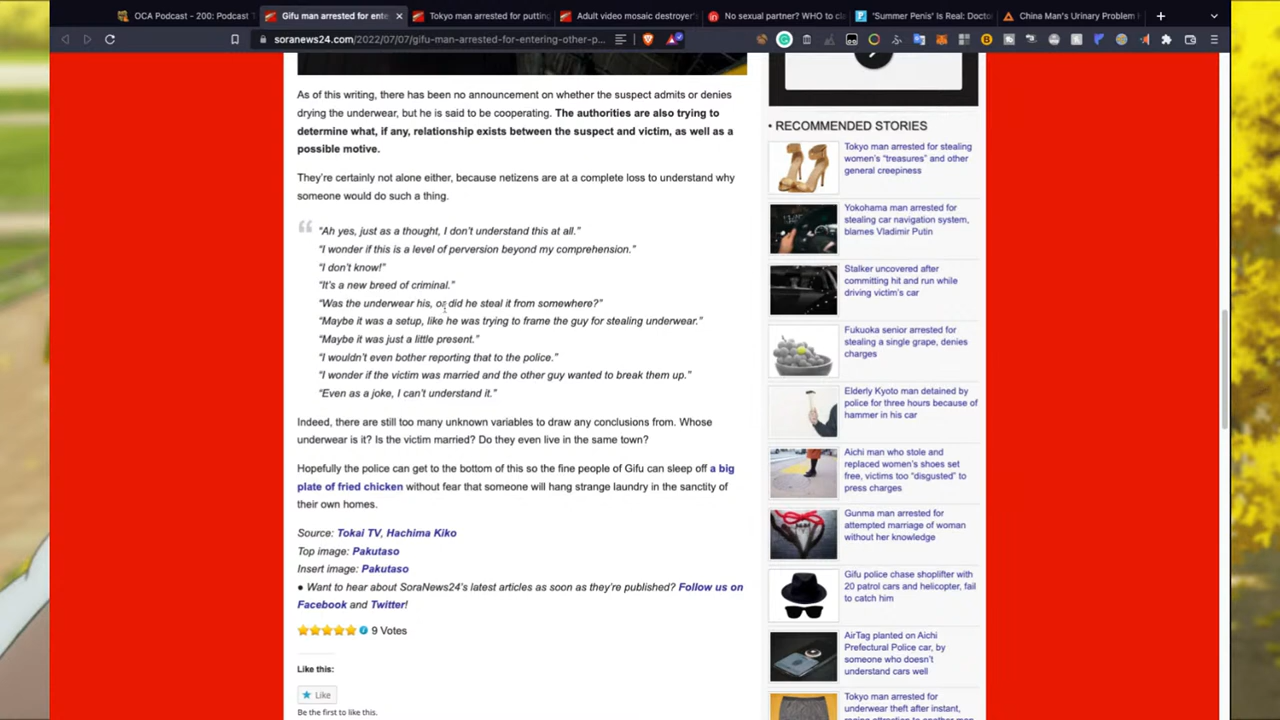 OCA Podcast - 200: Podcast
Gifu man arrested for ente
Tokyo man arrested for putting
Adult video mosaic destroyer's
No sexual partner? WHO to cl
'Summer Penis' Is Real: Doctor
China Man's Urinary Problem
soranews24.com/2022/07/07/gifu-man-arrested-for-entering-other-p...
As of this writing, there has been no announcement on whether the suspect admits or denies
drying the underwear, but he is said to be cooperating. The authorities are also trying to
determine what, if any, relationship exists between the suspect and victim, as well as a
possible motive.
They're certainly not alone either, because netizens are at a complete loss to understand why
someone would do such a thing.
"Ah yes, just as a thought, I don't understand this at all."
"I wonder if this is a level of perversion beyond my comprehension."
"I don't know!"
"It's a new breed of criminal."
"Was the underwear his, or did he steal it from somewhere?"
"Maybe it was a setup, like he was trying to frame the guy for stealing underwear."
"Maybe it was just a little present."
"I wouldn't even bother reporting that to the police."
"I wonder if the victim was married and the other guy wanted to break them up."
"Even as a joke, I can't understand it."
Indeed, there are still too many unknown variables to draw any conclusions from. Whose
underwear is it? Is the victim married? Do they even live in the same town?
Hopefully the police can get to the bottom of this so the fine people of Gifu can sleep off a big
plate of fried chicken without fear that someone will hang strange laundry in the sanctity of
their own homes.
Source: Tokai TV, Hachima Kiko
Top image: Pakutaso
Insert image: Pakutaso
● Want to hear about SoraNews24's latest articles as soon as they're published? Follow us on
Facebook and Twitter!
9 Votes
Like this:
Like
Be the first to like this.
• RECOMMENDED STORIES
Tokyo man arrested for stealing
women's "treasures" and other
general creepiness
Yokohama man arrested for
stealing car navigation system,
blames Vladimir Putin
Stalker uncovered after
committing hit and run while
driving victim's car
Fukuoka senior arrested for
stealing a single grape, denies
charges
Elderly Kyoto man detained by
police for three hours because of
hammer in his car
Aichi man who stole and
replaced women's shoes set
free, victims too "disgusted" to
press charges
Gunma man arrested for
attempted marriage of woman
without her knowledge
Gifu police chase shoplifter with
20 patrol cars and helicopter, fail
to catch him
AirTag planted on Aichi
Prefectural Police car, by
someone who doesn't
understand cars well
Tokyo man arrested for
underwear theft after instant,
raging attraction to another man